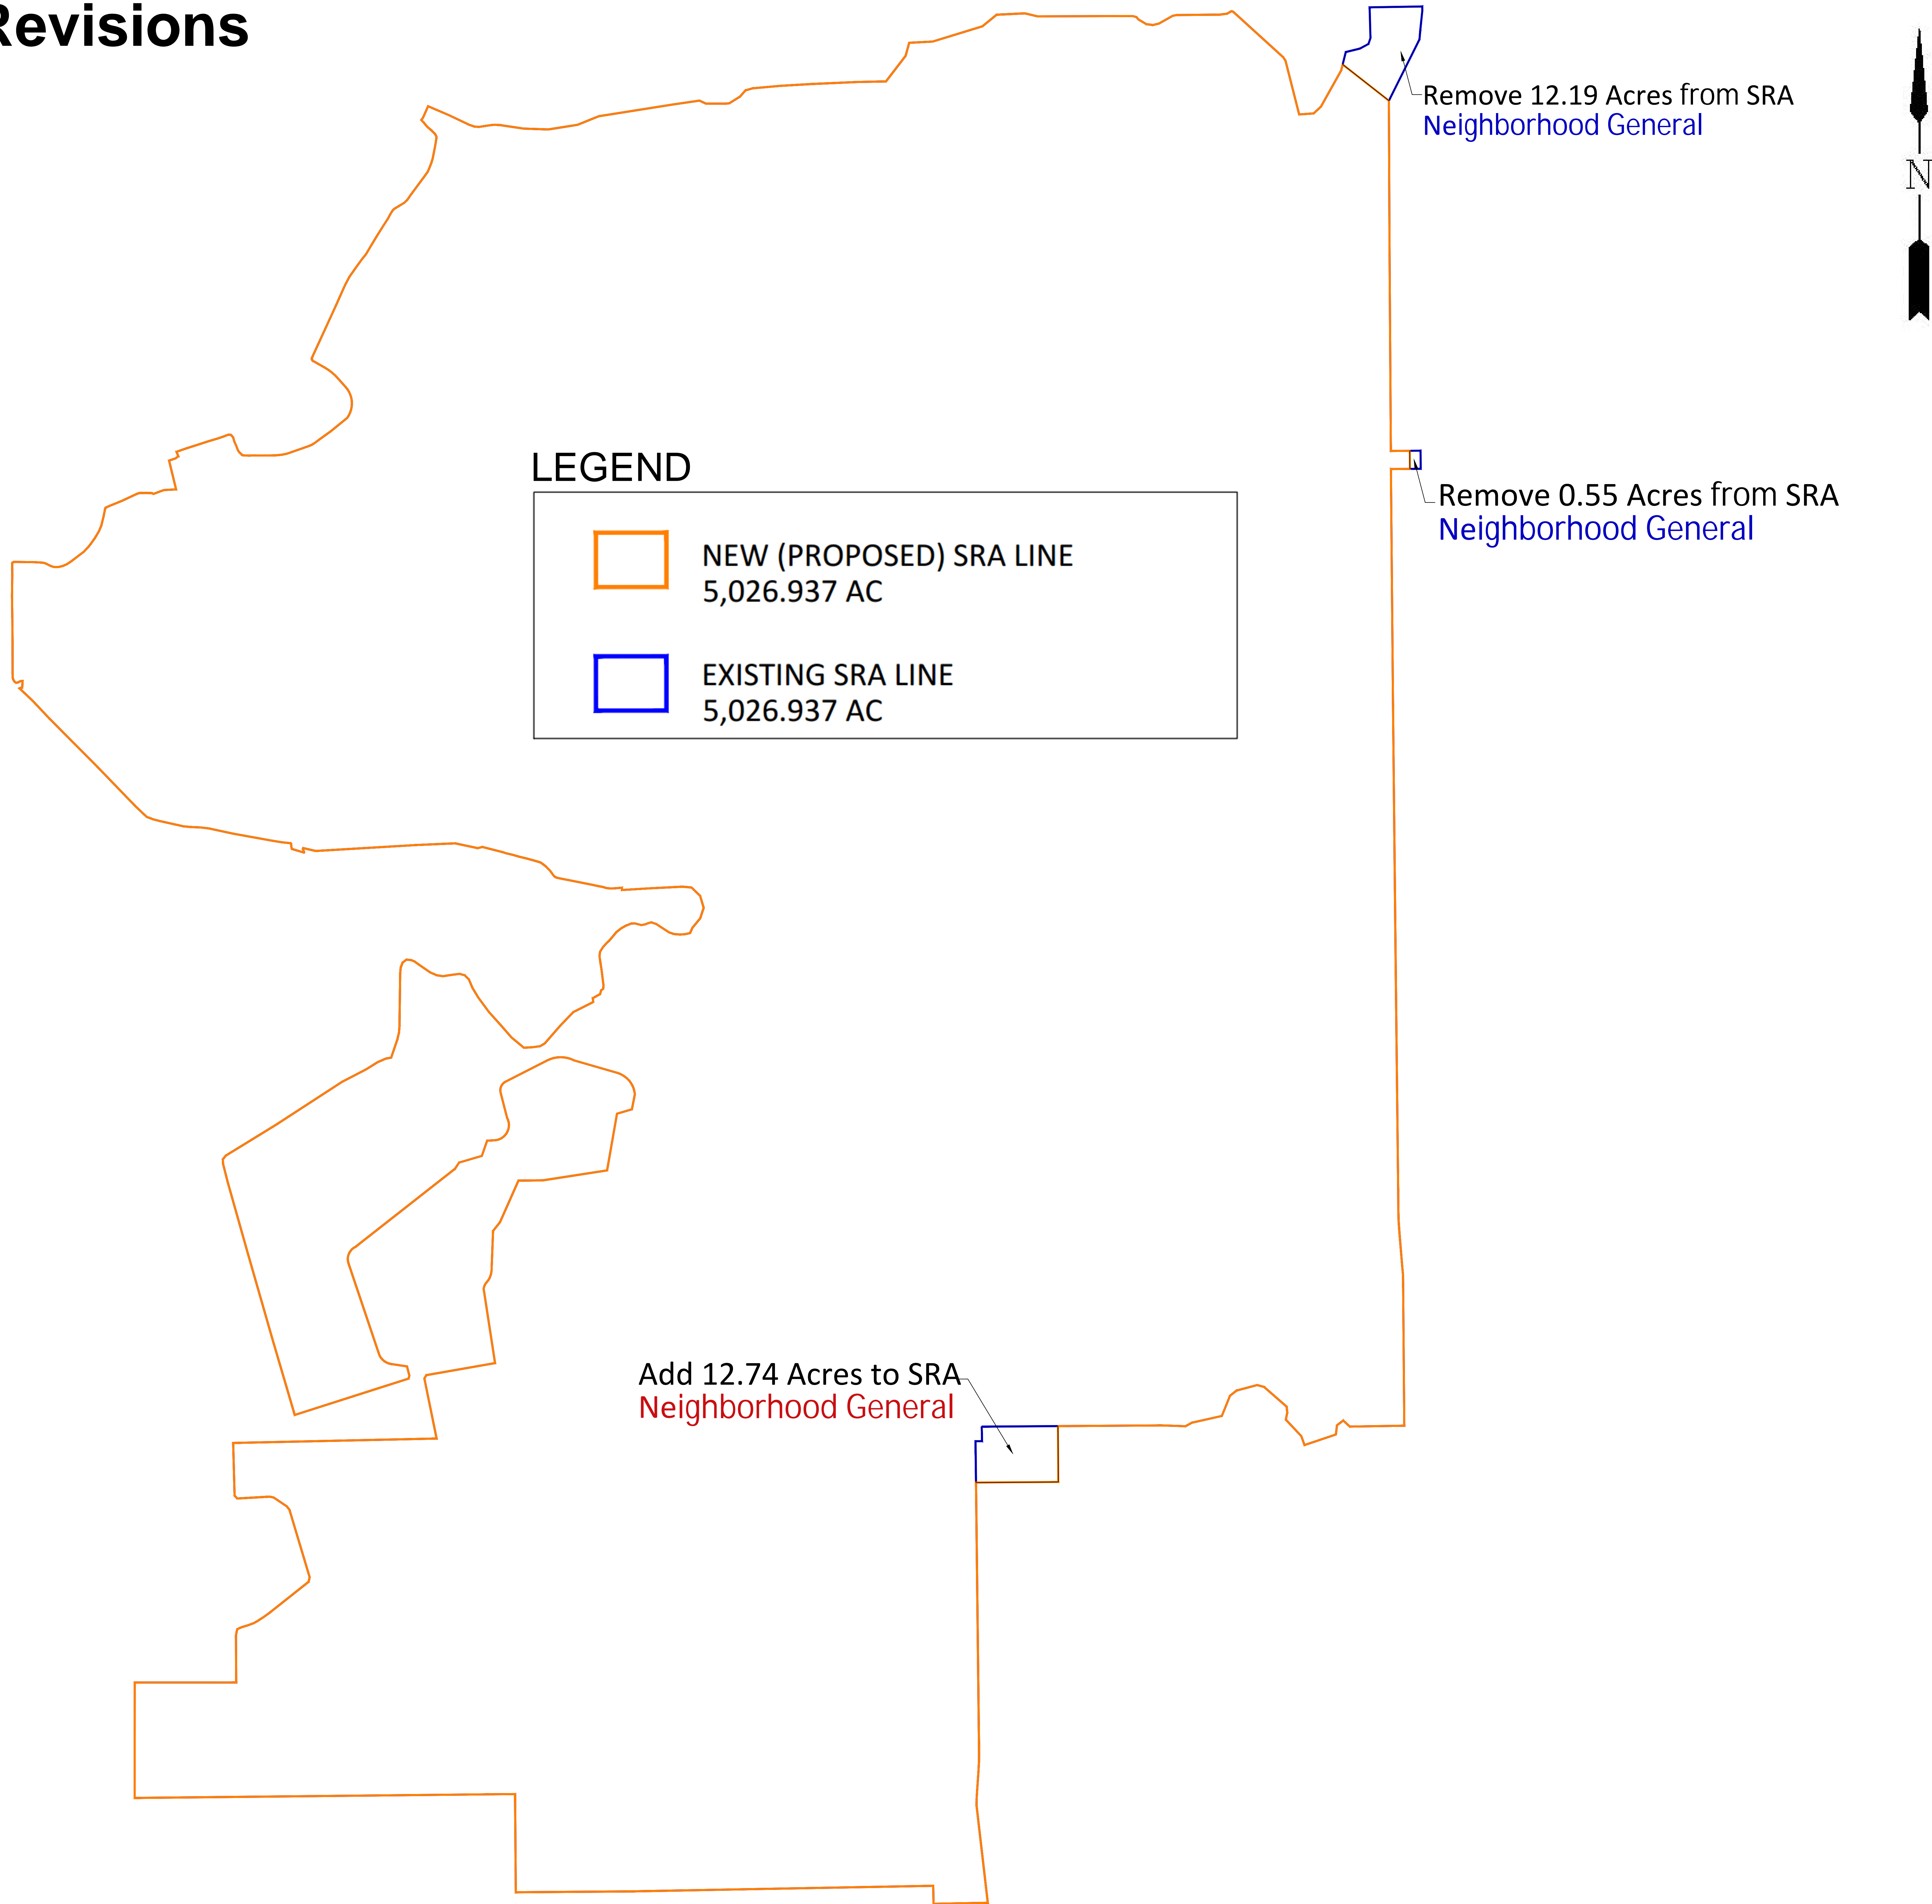 Revisions
Remove 12.19 Acres from SRA
Neighborhood General
N
LEGEND
Remove 0.55 Acres from SRA
Neighborhood General
NEW (PROPOSED) SRA LINE
5,026.937 AC
EXISTING SRA LINE
5,026.937 AC
Add 12.74 Acres to SRA
Neighborhood General